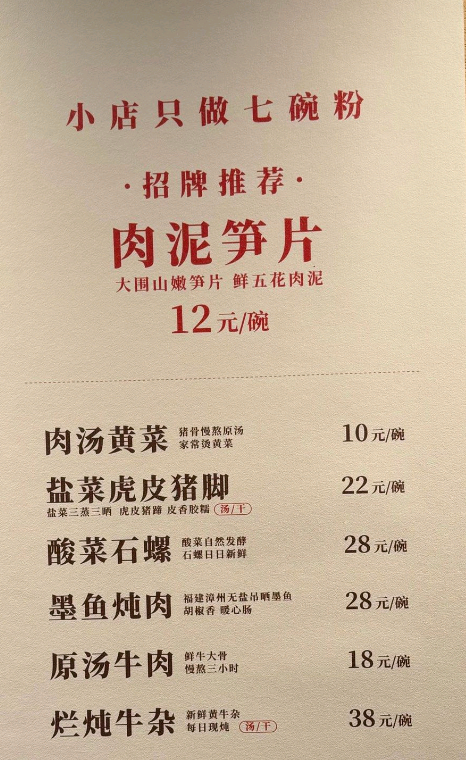 小店只做七碗粉
·招牌推荐·
肉泥笋片
大围山嫩笋片 鲜五花肉泥
12元/碗
肉汤黄菜 猪骨慢熬原汤 10元/碗
家常烫黄菜
盐菜虎皮猪脚 22元/碗
盐菜三蒸三晒 虎皮猪蹄 皮香胶糯 汤/干
酸菜石螺 酸菜自然发酵 28元/碗
石螺日日新鲜
墨鱼炖肉 福建漳州无盐吊晒墨鱼 28元/碗
胡椒香 暖心肠
原汤牛肉 鲜牛大骨 18元/碗
慢熬三小时
烂炖牛杂 新鲜黄牛杂 38元/碗
每日现炖 汤/干